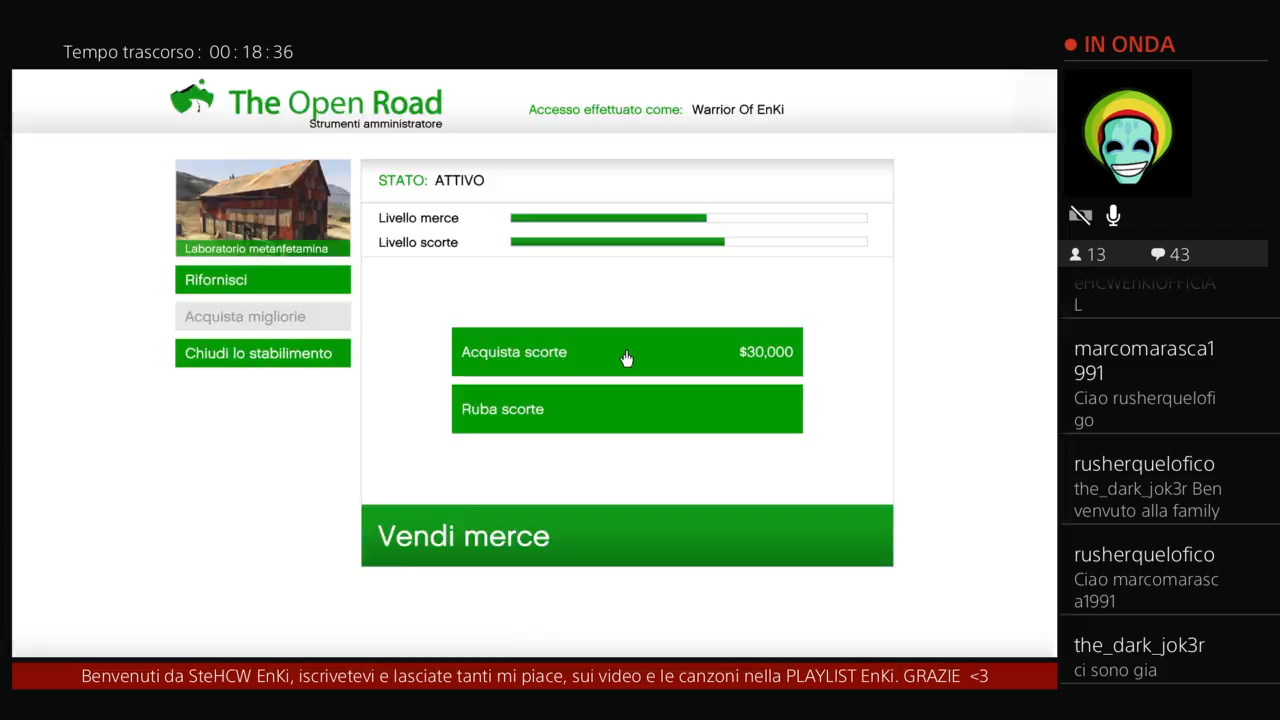 Tempo trascorso: 00:18:36
IN ONDA
The Open Road
Strumenti amministratore
Accesso effettuato come: Warrior Of EnKi
Laboratorio metanfetamina
Rifornisci
Acquista migliorie
Chiudi lo stabilimento
STATO: ATTIVO
Livello merce
Livello scorte
Acquista scorte $30,000
Ruba scorte
Vendi merce
13 43
eHCWEnKiOFFICIA
L
marcomarasca1
991
Ciao rusherquelofi
go
rusherquelofico
the_dark_jok3r Ben
venvuto alla family
rusherquelofico
Ciao marcomarasc
a1991
the_dark_jok3r
ci sono gia
Benvenuti da SteHCW EnKi, iscrivetevi e lasciate tanti mi piace, sui video e le canzoni nella PLAYLIST EnKi. GRAZIE <3